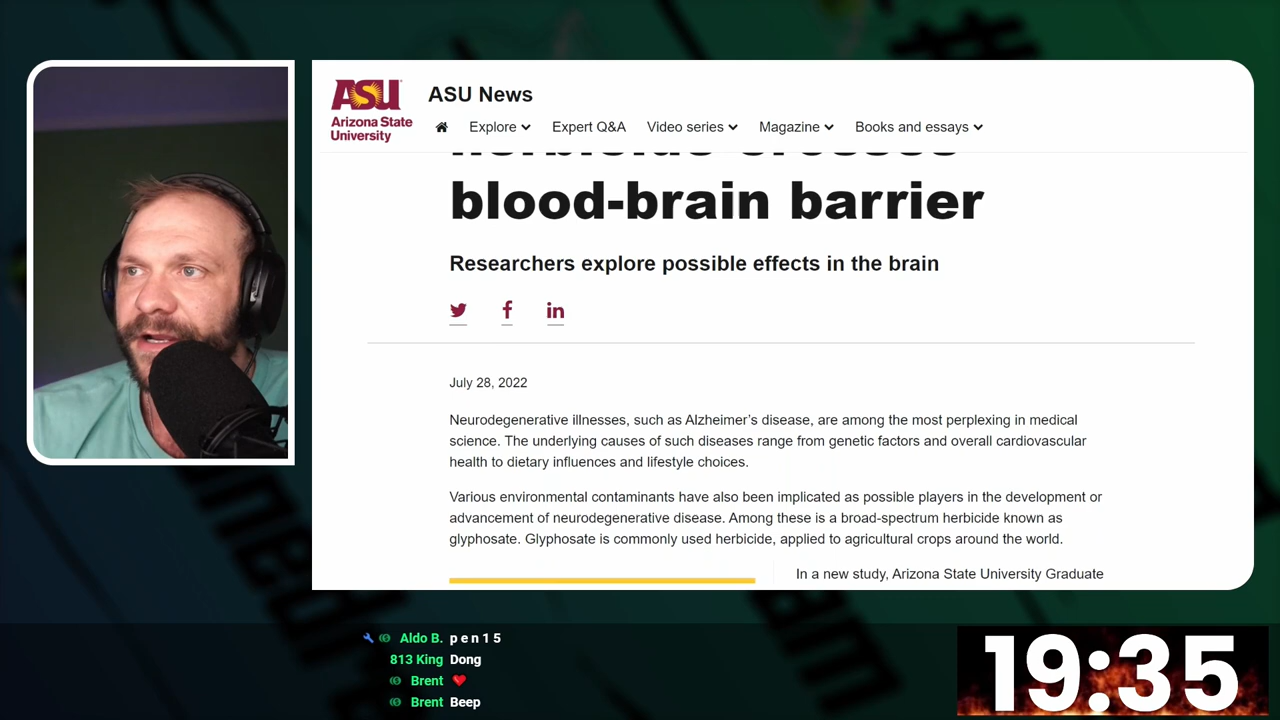 ASU
Arizona State
University
ASU News
Explore
Expert Q&A
Video series
Magazine
Books and essays
herbicide crosses
blood-brain barrier
Researchers explore possible effects in the brain
July 28, 2022
Neurodegenerative illnesses, such as Alzheimer’s disease, are among the most perplexing in medical
science. The underlying causes of such diseases range from genetic factors and overall cardiovascular
health to dietary influences and lifestyle choices.
Various environmental contaminants have also been implicated as possible players in the development or
advancement of neurodegenerative disease. Among these is a broad-spectrum herbicide known as
glyphosate. Glyphosate is commonly used herbicide, applied to agricultural crops around the world.
In a new study, Arizona State University Graduate
Aldo B. p e n 1 5
813 King Dong
Brent ❤️
Brent Beep
19:35